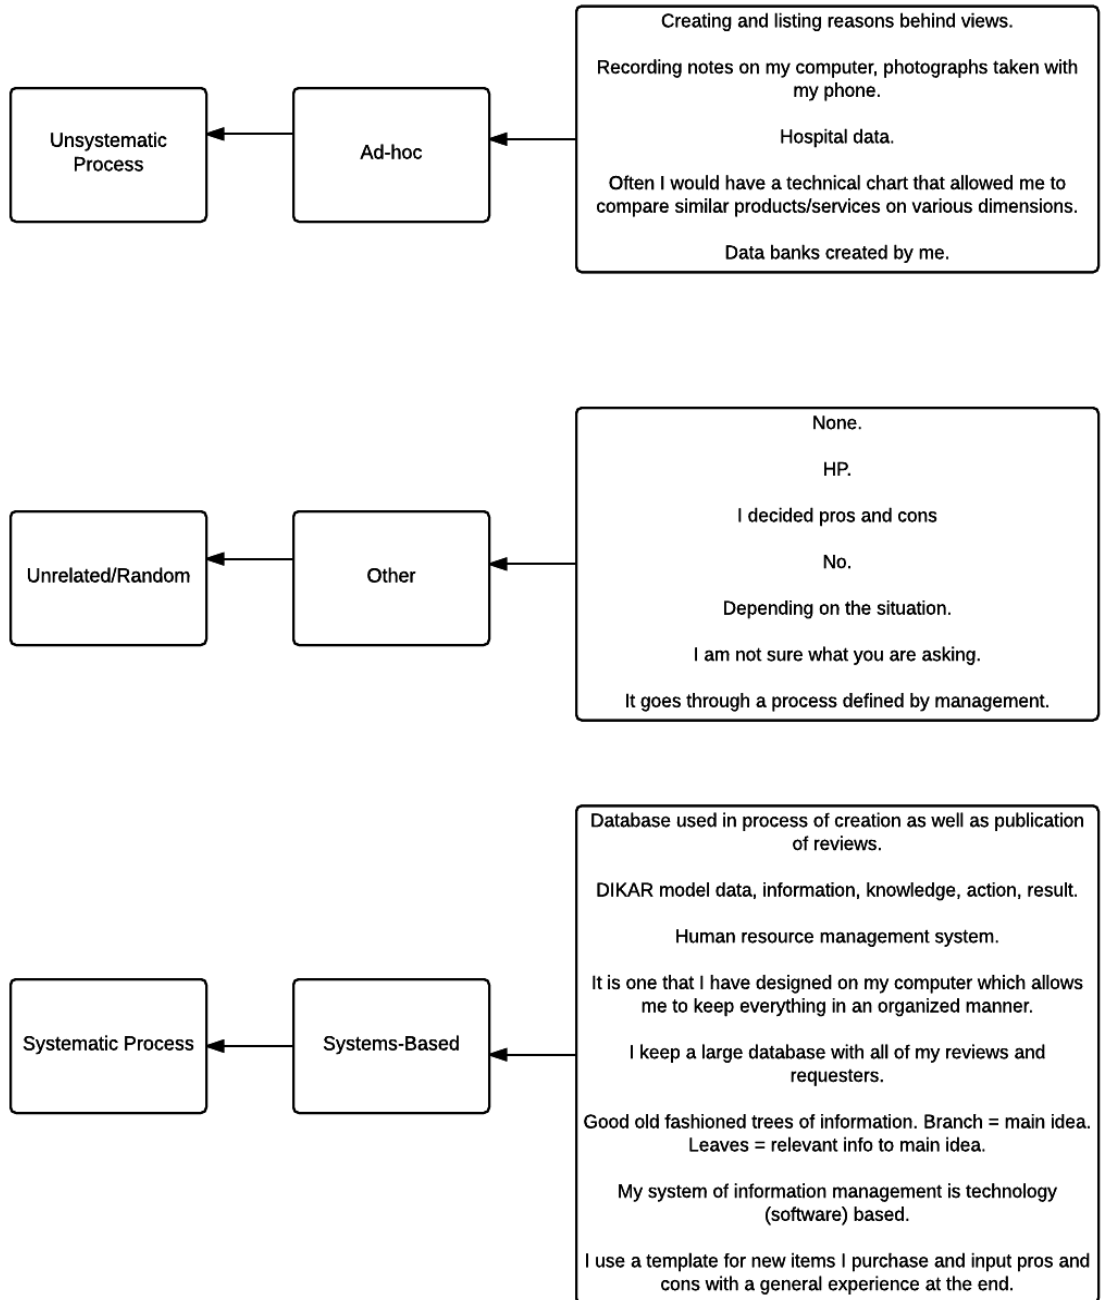 Unsystematic
Process
Ad-hoc
Creating and listing reasons behind views.
Recording notes on my computer, photographs taken with
my phone.
Hospital data.
Often I would have a technical chart that allowed me to
compare similar products/services on various dimensions.
Data banks created by me.
Unrelated/Random
Other
None.
HP.
I decided pros and cons
No.
Depending on the situation.
I am not sure what you are asking.
It goes through a process defined by management.
Systematic Process
Systems-Based
Database used in process of creation as well as publication
of reviews.
DIKAR model data, information, knowledge, action, result.
Human resource management system.
It is one that I have designed on my computer which allows
me to keep everything in an organized manner.
I keep a large database with all of my reviews and
requesters.
Good old fashioned trees of information. Branch = main idea.
Leaves = relevant info to main idea.
My system of information management is technology
(software) based.
I use a template for new items I purchase and input pros and
cons with a general experience at the end.